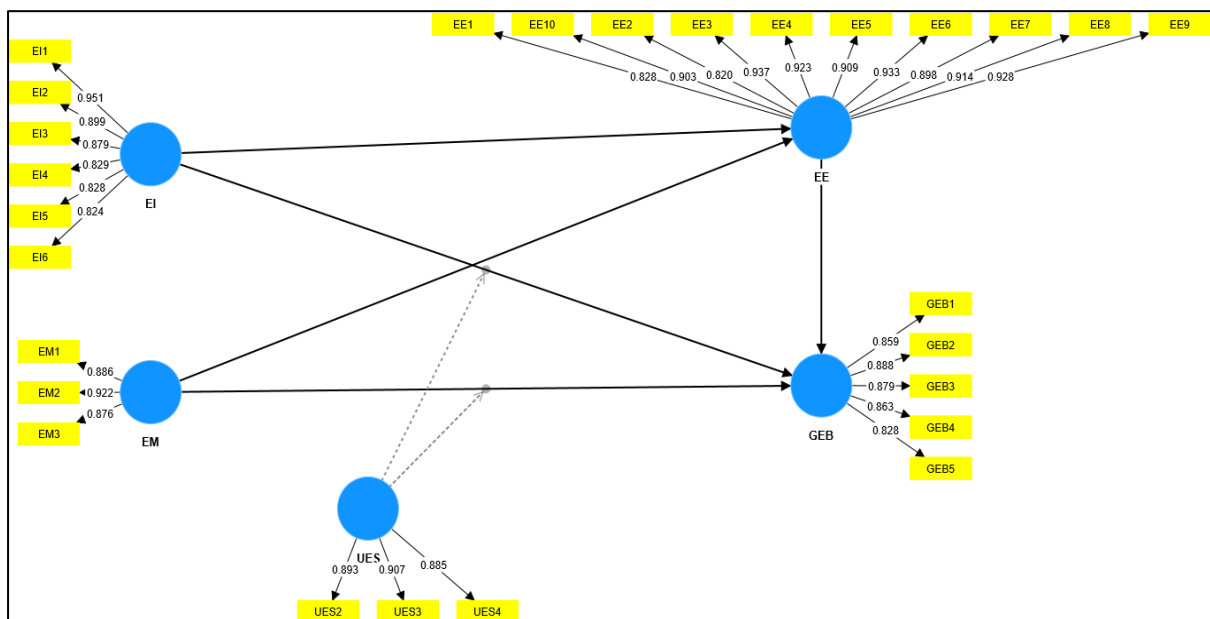 EE1 EE10 EE2 EE3 EE4 EE5 EE6 EE7 EE8 EE9
0.828 0.903 0.820 0.937 0.923 0.909 0.933 0.898 0.914 0.928
EE
EI1
EI2
EI3
EI4
EI5
EI6
0.951
0.899
0.879
0.829
0.828
0.824
EI
EM1
EM2
EM3
0.886
0.922
0.876
EM
GEB1
GEB2
GEB3
GEB4
GEB5
0.859
0.888
0.879
0.863
0.828
GEB
UES
0.893 0.907 0.885
UES2 UES3 UES4